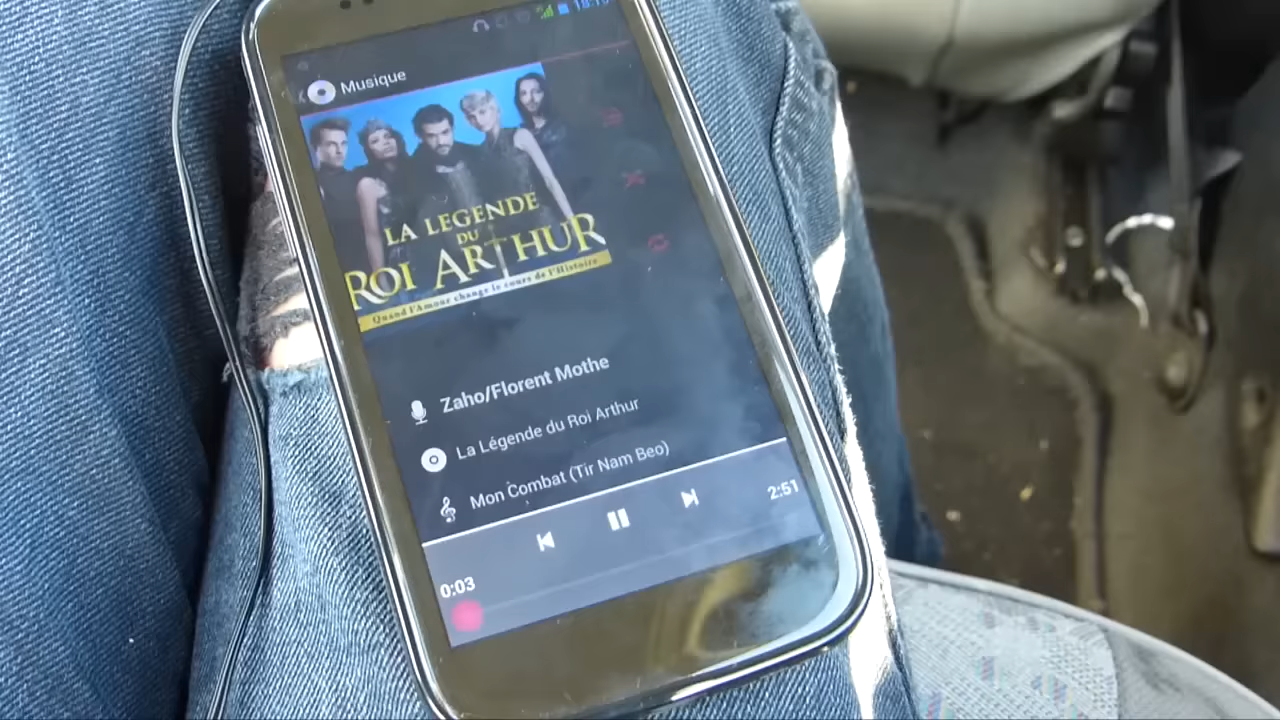 Musique
LA LEGENDE
DU
ROI ARTHUR
Quand l'Amour change le cours de l'Histoire
Zaho/Florent Mothe
La Légende du Roi Arthur
Mon Combat (Tir Nam Beo)
2:51
0:03